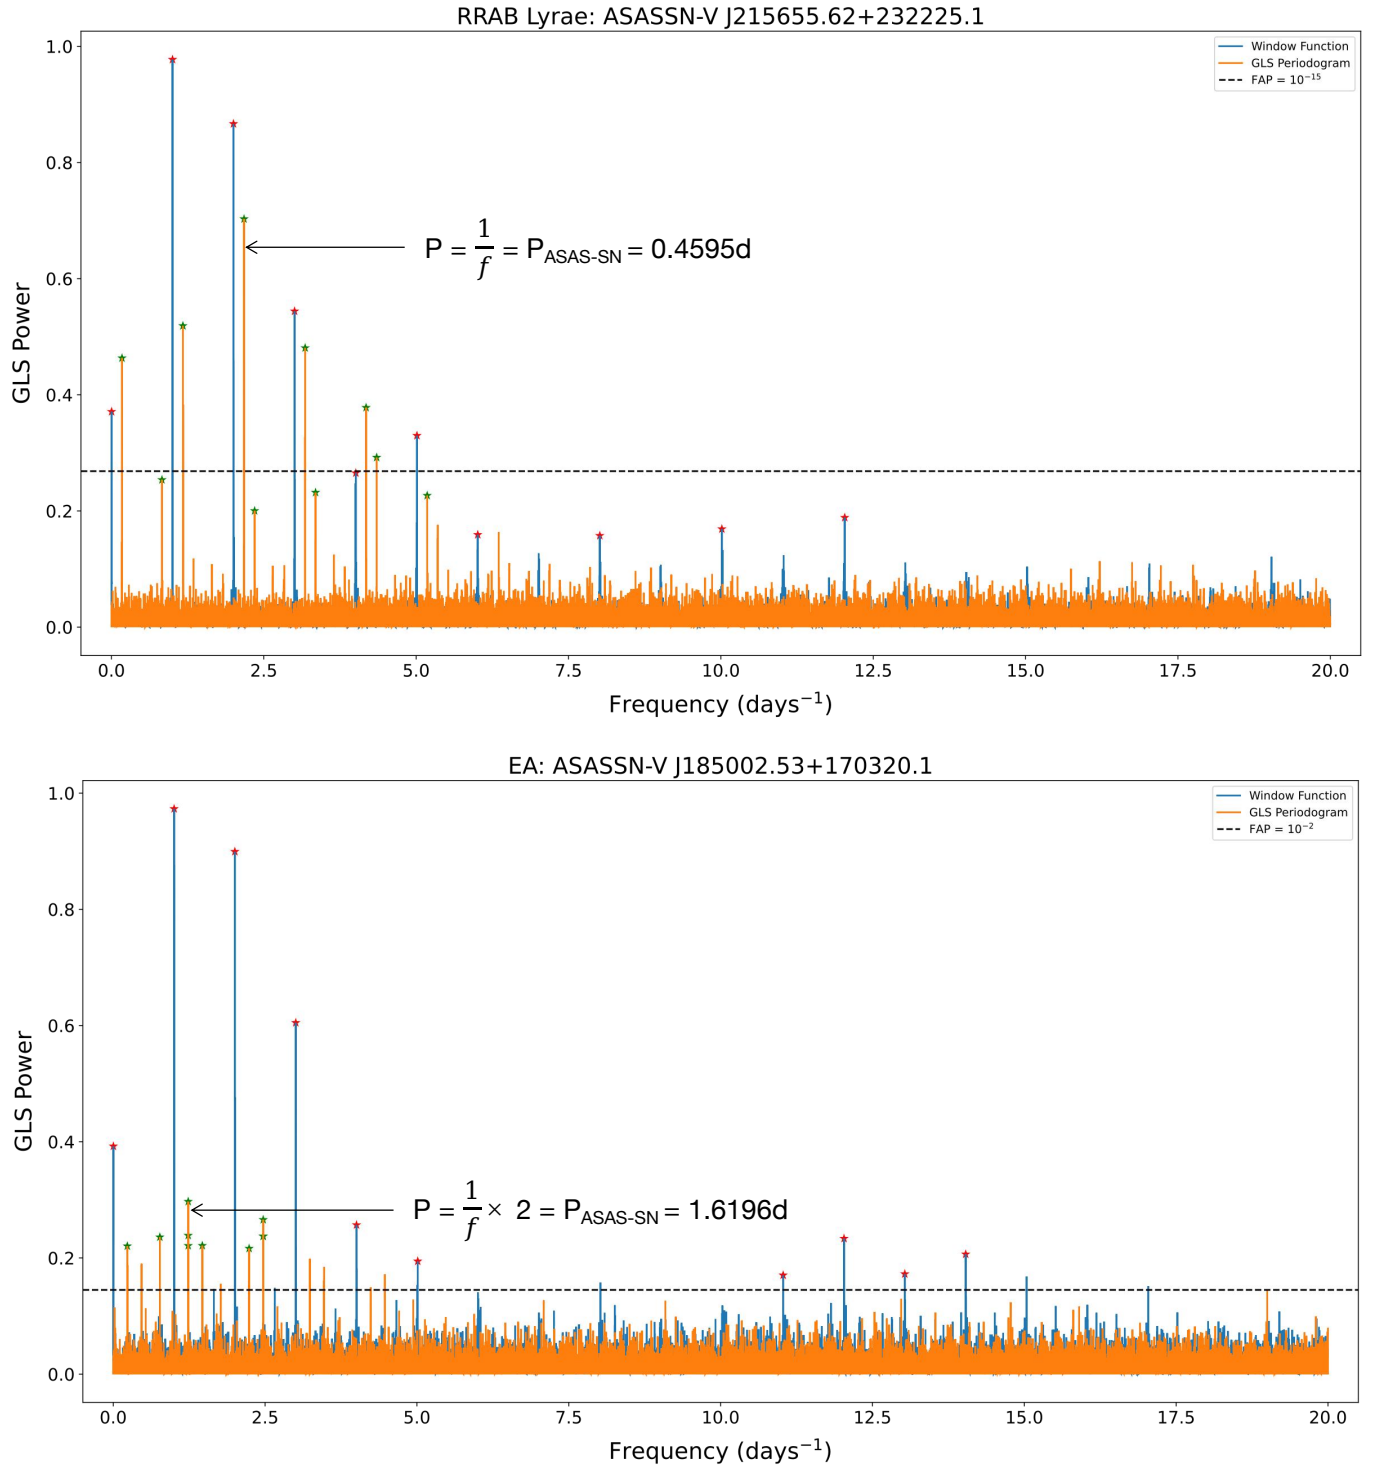 RRAB Lyrae: ASASSN-V J215655.62+232225.1
Window Function
GLS Periodogram
FAP = 10⁻¹⁵
1.0
0.8
0.6
0.4
0.2
0.0
GLS Power
P = 1/f = P_ASAS-SN = 0.4595d
0.0 2.5 5.0 7.5 10.0 12.5 15.0 17.5 20.0
Frequency (days⁻¹)
EA: ASASSN-V J185002.53+170320.1
Window Function
GLS Periodogram
FAP = 10⁻²
1.0
0.8
0.6
0.4
0.2
0.0
GLS Power
P = 1/f × 2 = P_ASAS-SN = 1.6196d
0.0 2.5 5.0 7.5 10.0 12.5 15.0 17.5 20.0
Frequency (days⁻¹)